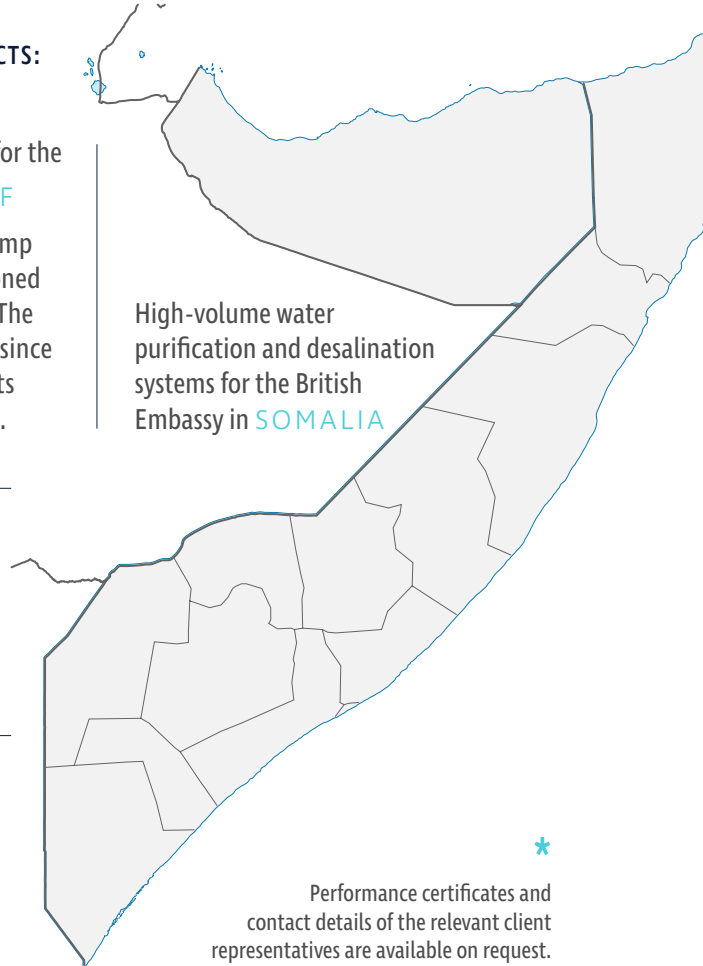 CTS:
for the
F
mp
oned
The
since
ts
.
High-volume water
purification and desalination
systems for the British
Embassy in SOMALIA
*
Performance certificates and
contact details of the relevant client
representatives are available on request.